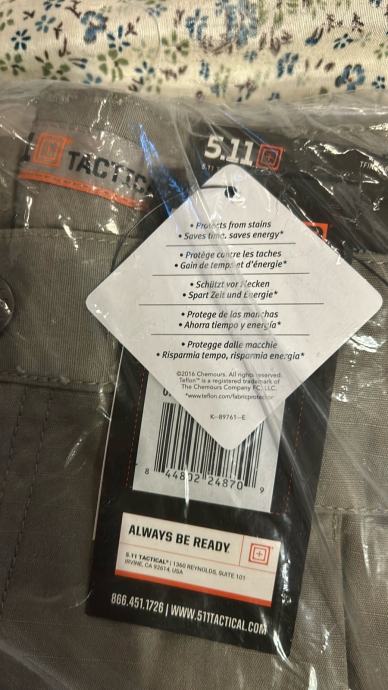 5.11
TACTICAL
• Protects from stains
• Saves time, saves energy*
• Protège contre les taches
• Gain de temps et d'énergie*
• Schützt vor Flecken
• Spart Zeit und Energie*
• Protege de las manchas
• Ahorra tiempo y energía*
• Protegge dalle macchie
• Risparmia tempo, risparmia energia*
©2016 Chemours. All rights reserved.
Teflon™ is a registered trademark of
The Chemours Company FC, LLC.
*www.teflon.com/fabricprotector
K-89761-E
8 44802 24870 9
ALWAYS BE READY
5.11 TACTICAL® | 1360 REYNOLDS, SUITE 101
IRVINE, CA 92614, USA
866.451.1726 | WWW.511TACTICAL.COM